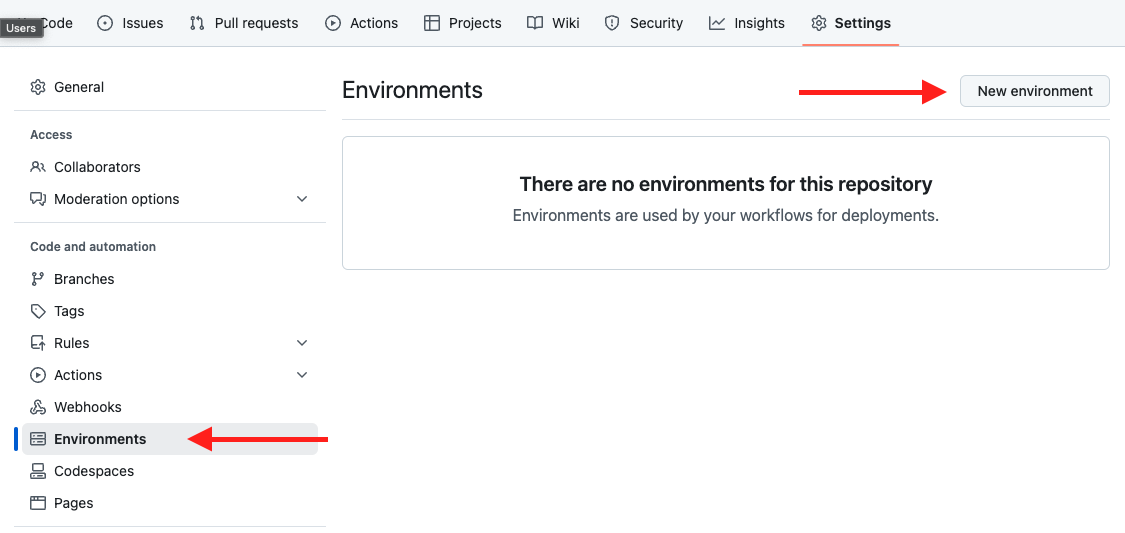 Code Issues Pull requests Actions Projects Wiki Security Insights Settings
Users
General
Environments
New environment
Access
Collaborators
Moderation options
There are no environments for this repository
Environments are used by your workflows for deployments.
Code and automation
Branches
Tags
Rules
Actions
Webhooks
Environments
Codespaces
Pages